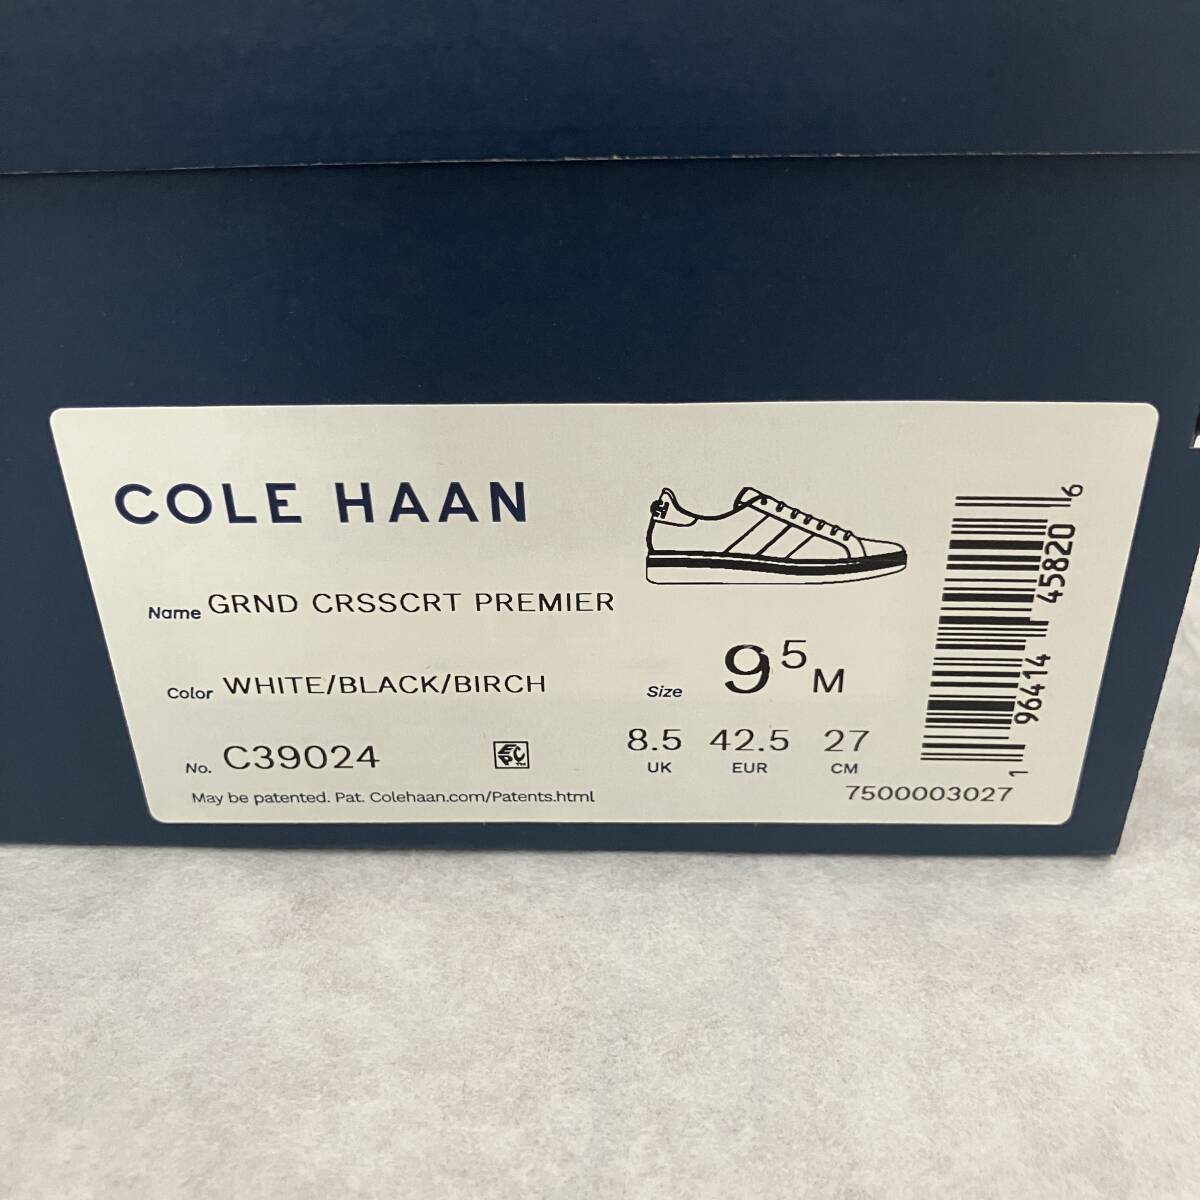 COLE HAAN
Name GRND CRSSCRT PREMIER
Color WHITE/BLACK/BIRCH
No. C39024
May be patented. Pat. Colehaan.com/Patents.html
Size 9 5 M
8.5 42.5 27
UK EUR CM
7500003027
1 96414 45820 6